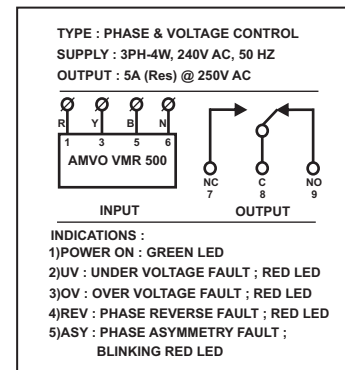 TYPE : PHASE & VOLTAGE CONTROL
SUPPLY : 3PH-4W, 240V AC, 50 HZ
OUTPUT : 5A (Res) @ 250V AC
R Y B N
1 3 5 6
AMVO VMR 500
NC C NO
7 8 9
INPUT OUTPUT
INDICATIONS :
1)POWER ON : GREEN LED
2)UV : UNDER VOLTAGE FAULT ; RED LED
3)OV : OVER VOLTAGE FAULT ; RED LED
4)REV : PHASE REVERSE FAULT ; RED LED
5)ASY : PHASE ASYMMETRY FAULT ;
BLINKING RED LED